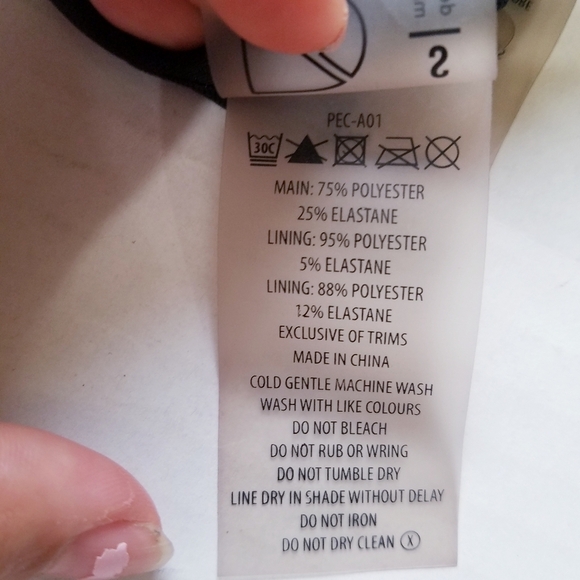 S
PEC-A01
30C
MAIN: 75% POLYESTER
25% ELASTANE
LINING: 95% POLYESTER
5% ELASTANE
LINING: 88% POLYESTER
12% ELASTANE
EXCLUSIVE OF TRIMS
MADE IN CHINA
COLD GENTLE MACHINE WASH
WASH WITH LIKE COLOURS
DO NOT BLEACH
DO NOT RUB OR WRING
DO NOT TUMBLE DRY
LINE DRY IN SHADE WITHOUT DELAY
DO NOT IRON
DO NOT DRY CLEAN X